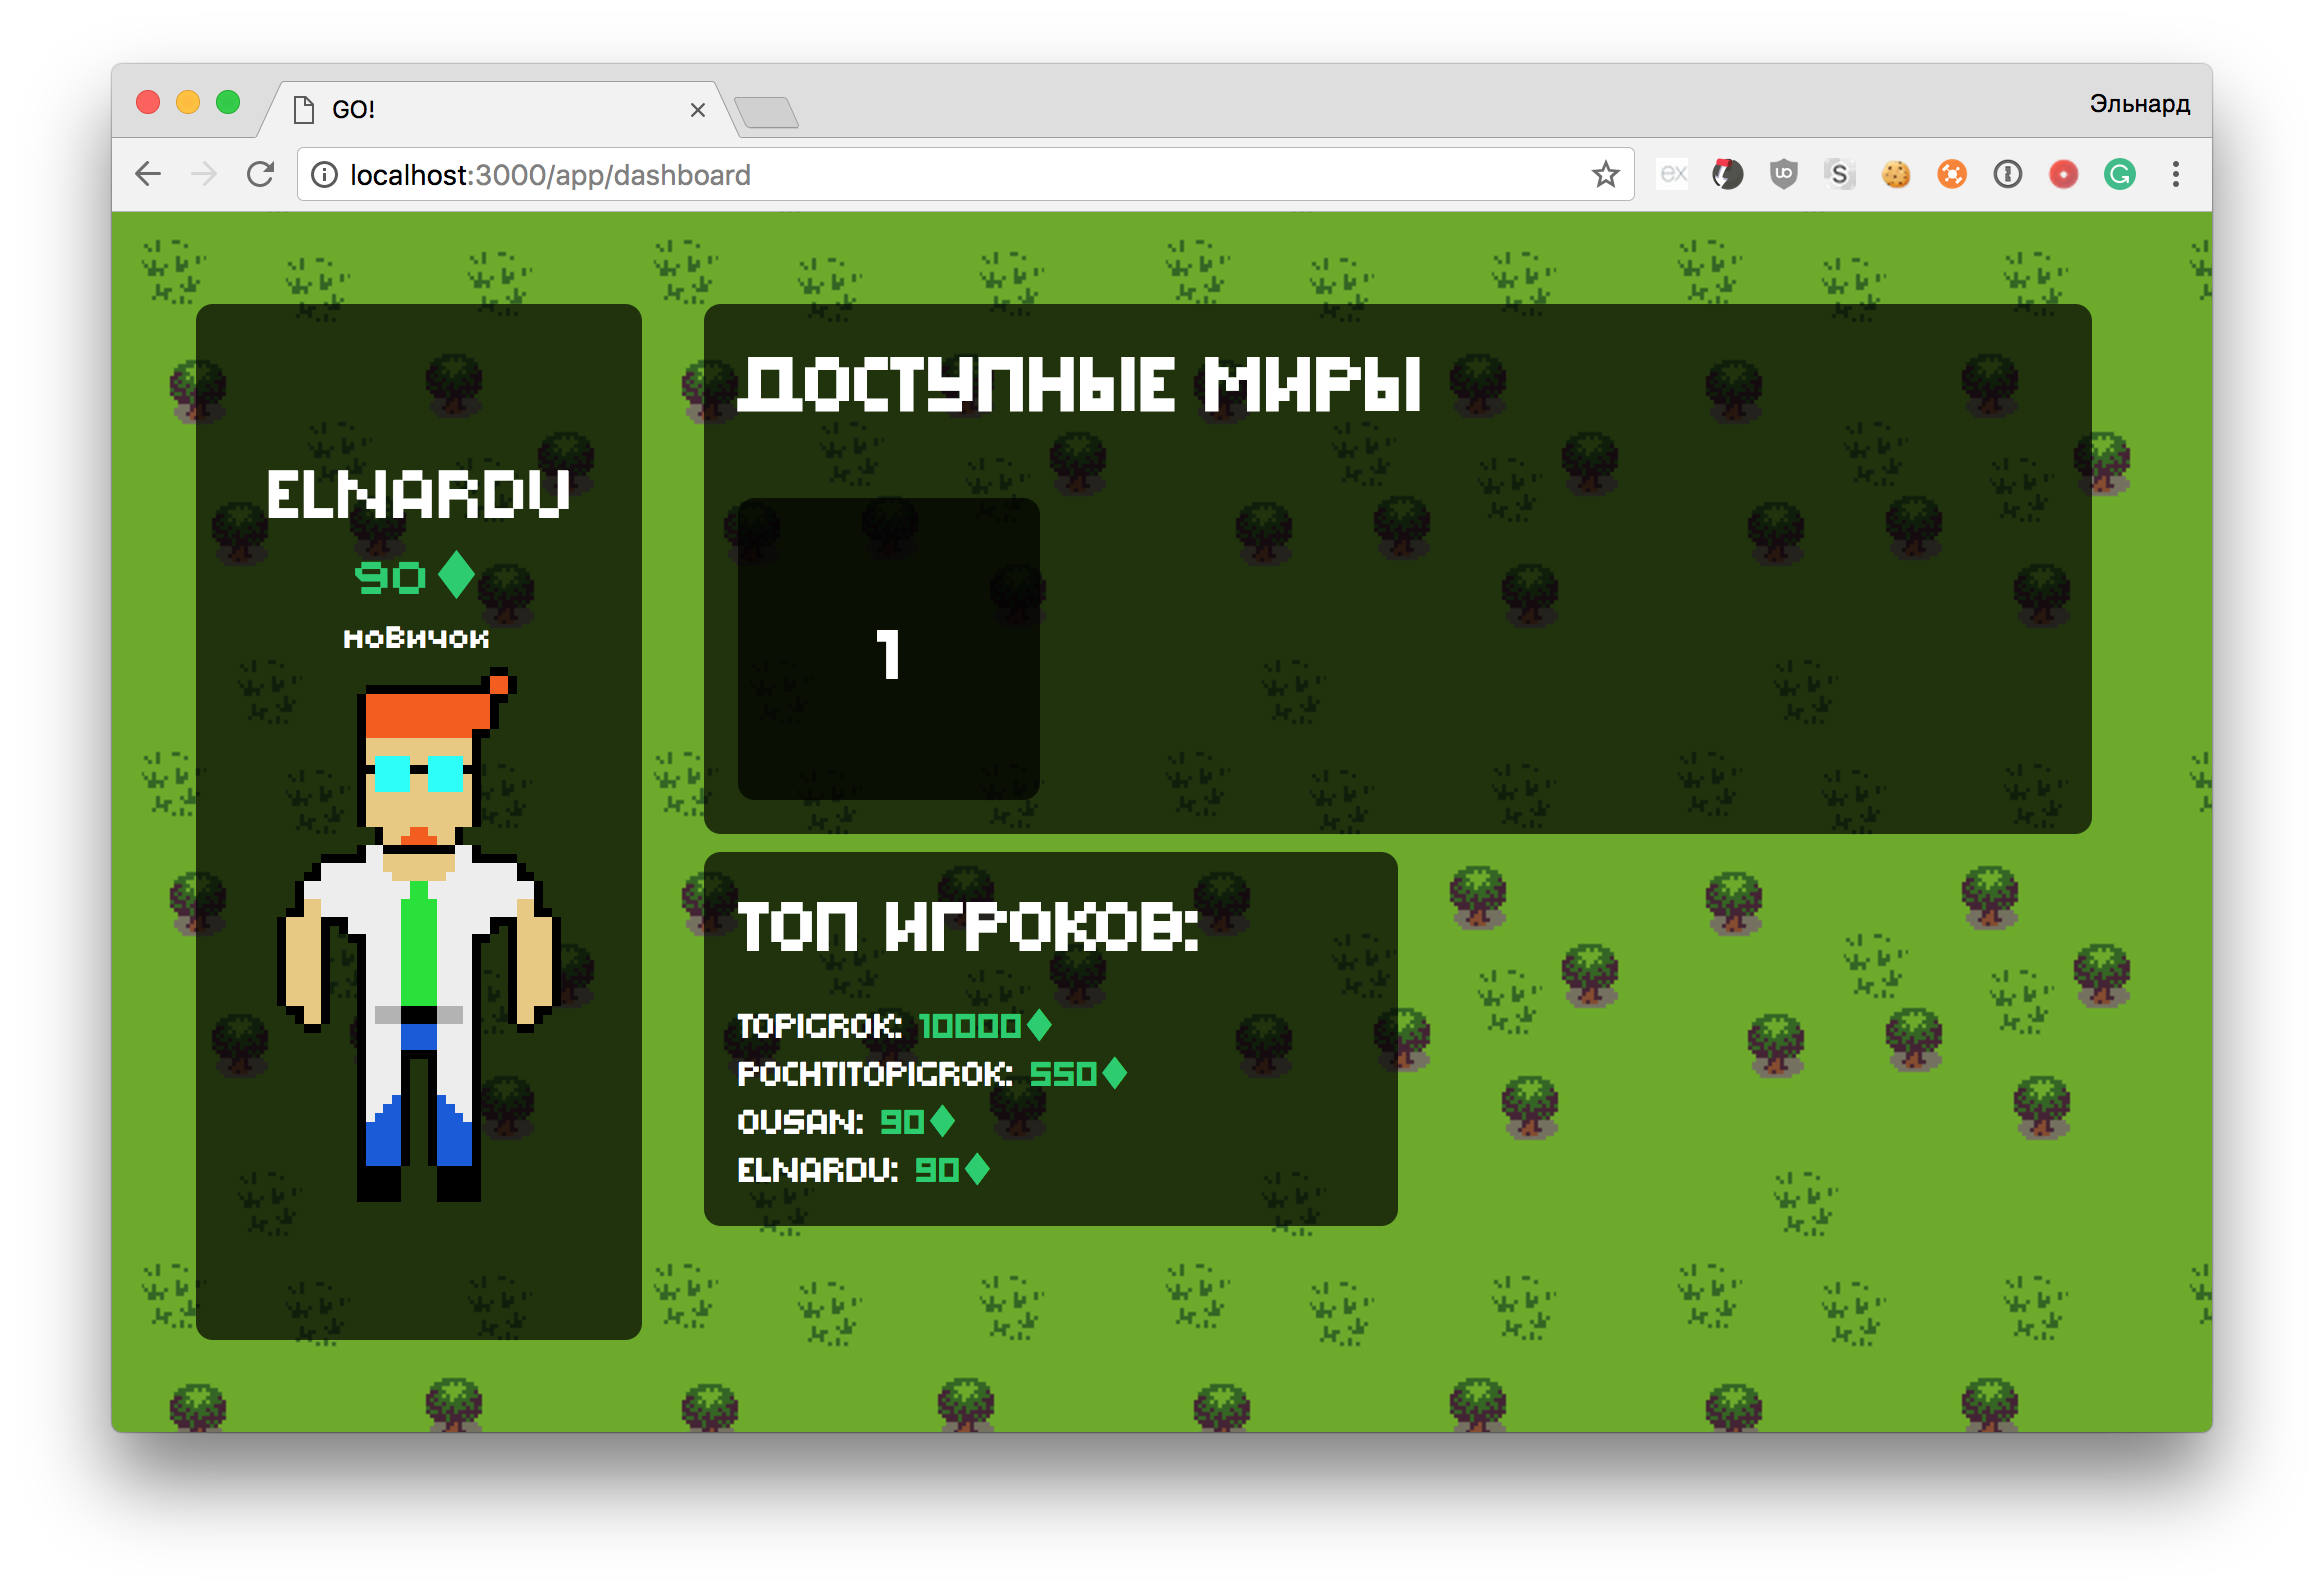 GO!
Эльнард
localhost:3000/app/dashboard
ELNARDU
90
новичок
ДОСТУПНЫЕ МИРЫ
1
ТОП ИГРОКОВ:
TOPIGROK: 10000
POCHTITOPIGROK: 550
OUSAN: 90
ELNARDU: 90